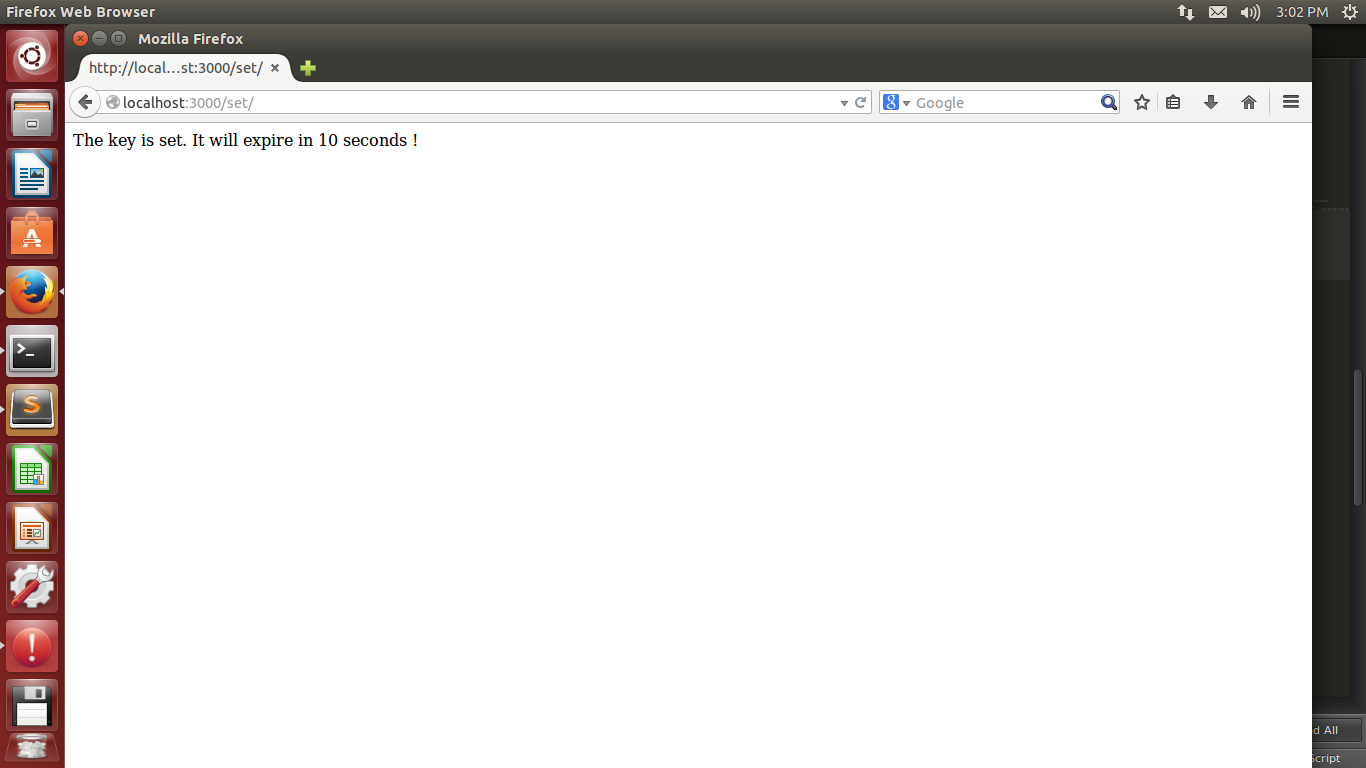 Firefox Web Browser
3:02 PM
Mozilla Firefox
http://local...st:3000/set/
localhost:3000/set/
8
Google
The key is set. It will expire in 10 seconds !
A
>_
S
!
d All
Script